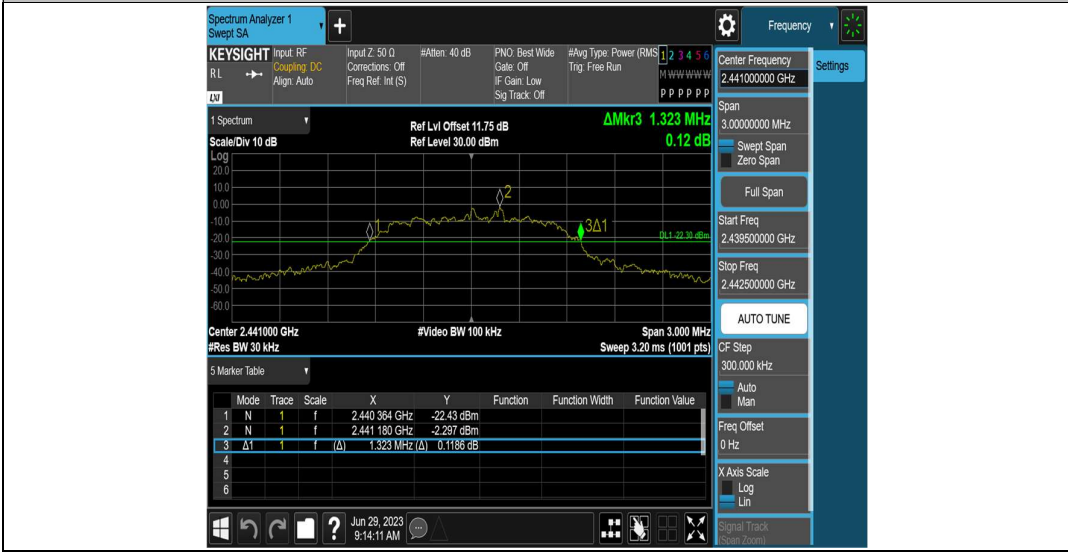 Spectrum Analyzer 1
Swept SA
+
Frequency
KEYSIGHT
RL
LXI
Input: RF
Coupling: DC
Align: Auto
Input Z: 50 Ω
Corrections: Off
Freq Ref: Int (S)
#Atten: 40 dB
PNO: Best Wide
Gate: Off
IF Gain: Low
Sig Track: Off
#Avg Type: Power (RMS
Trig: Free Run
1 2 3 4 5 6
M W W W W W
P P P P P P
1 Spectrum
Scale/Div 10 dB
Ref Lvl Offset 11.75 dB
Ref Level 30.00 dBm
ΔMkr3 1.323 MHz
0.12 dB
Log
20.0
10.0
0.00
-10.0
-20.0
-30.0
-40.0
-50.0
-60.0
1
2
3Δ1
DL1 -22.30 dBm
Center 2.441000 GHz
#Res BW 30 kHz
#Video BW 100 kHz
Span 3.000 MHz
Sweep 3.20 ms (1001 pts)
5 Marker Table
Mode Trace Scale X Y Function Function Width Function Value
1 N 1 f 2.440 364 GHz -22.43 dBm
2 N 1 f 2.441 180 GHz -2.297 dBm
3 Δ1 1 f (Δ) 1.323 MHz (Δ) 0.1186 dB
4
5
6
?
Jun 29, 2023
9:14:11 AM
Center Frequency
2.441000000 GHz
Span
3.00000000 MHz
Swept Span
Zero Span
Full Span
Start Freq
2.439500000 GHz
Stop Freq
2.442500000 GHz
AUTO TUNE
CF Step
300.000 kHz
Auto
Man
Freq Offset
0 Hz
X Axis Scale
Log
Lin
Signal Track
(Span Zoom)
Settings